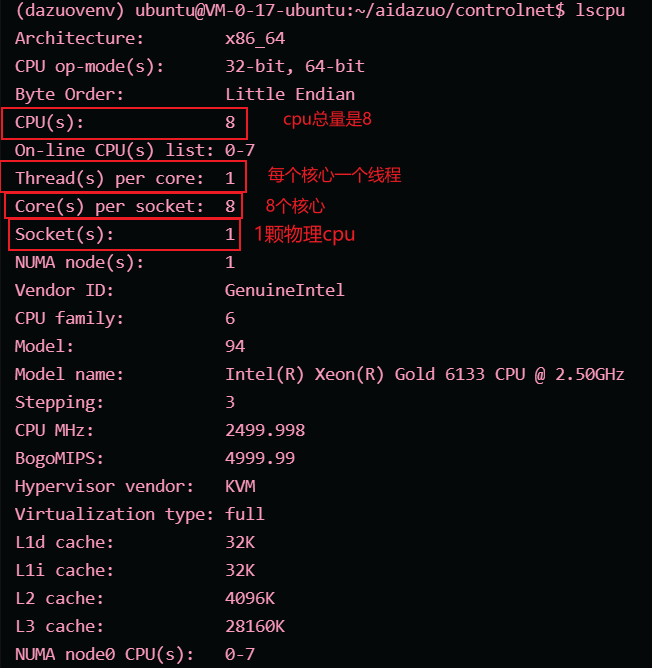 (dazuovenv) ubuntu@VM-0-17-ubuntu:~/aidazuo/controlnet$ lscpu
Architecture: x86_64
CPU op-mode(s): 32-bit, 64-bit
Byte Order: Little Endian
CPU(s): 8 cpu总量是8
On-line CPU(s) list: 0-7
Thread(s) per core: 1 每个核心一个线程
Core(s) per socket: 8 8个核心
Socket(s): 1 1颗物理cpu
NUMA node(s): 1
Vendor ID: GenuineIntel
CPU family: 6
Model: 94
Model name: Intel(R) Xeon(R) Gold 6133 CPU @ 2.50GHz
Stepping: 3
CPU MHz: 2499.998
BogoMIPS: 4999.99
Hypervisor vendor: KVM
Virtualization type: full
L1d cache: 32K
L1i cache: 32K
L2 cache: 4096K
L3 cache: 28160K
NUMA node0 CPU(s): 0-7